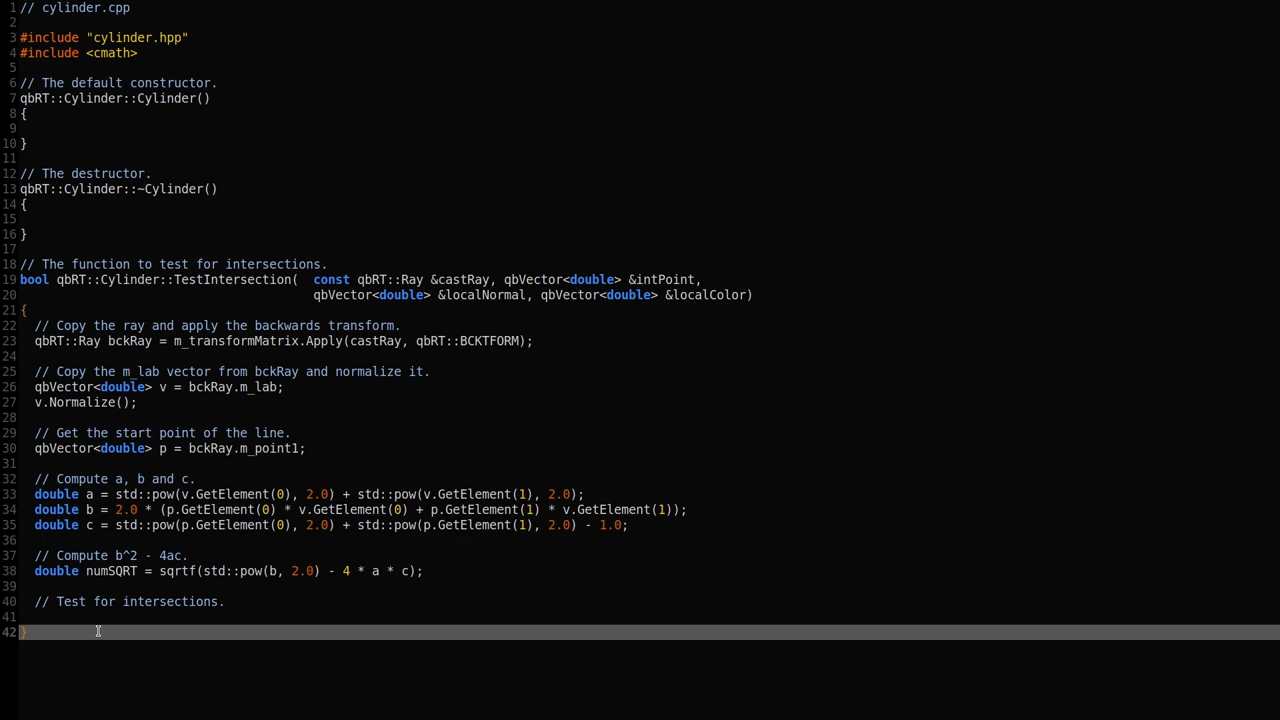 1 // cylinder.cpp
2
3 #include "cylinder.hpp"
4 #include <cmath>
5
6 // The default constructor.
7 qbRT::Cylinder::Cylinder()
8 {
9
10 }
11
12 // The destructor.
13 qbRT::Cylinder::~Cylinder()
14 {
15
16 }
17
18 // The function to test for intersections.
19 bool qbRT::Cylinder::TestIntersection(  const qbRT::Ray &castRay, qbVector<double> &intPoint,
20                                         qbVector<double> &localNormal, qbVector<double> &localColor)
21 {
22   // Copy the ray and apply the backwards transform.
23   qbRT::Ray bckRay = m_transformMatrix.Apply(castRay, qbRT::BCKTFORM);
24
25   // Copy the m_lab vector from bckRay and normalize it.
26   qbVector<double> v = bckRay.m_lab;
27   v.Normalize();
28
29   // Get the start point of the line.
30   qbVector<double> p = bckRay.m_point1;
31
32   // Compute a, b and c.
33   double a = std::pow(v.GetElement(0), 2.0) + std::pow(v.GetElement(1), 2.0);
34   double b = 2.0 * (p.GetElement(0) * v.GetElement(0) + p.GetElement(1) * v.GetElement(1));
35   double c = std::pow(p.GetElement(0), 2.0) + std::pow(p.GetElement(1), 2.0) - 1.0;
36
37   // Compute b^2 - 4ac.
38   double numSQRT = sqrtf(std::pow(b, 2.0) - 4 * a * c);
39
40   // Test for intersections.
41
42 }